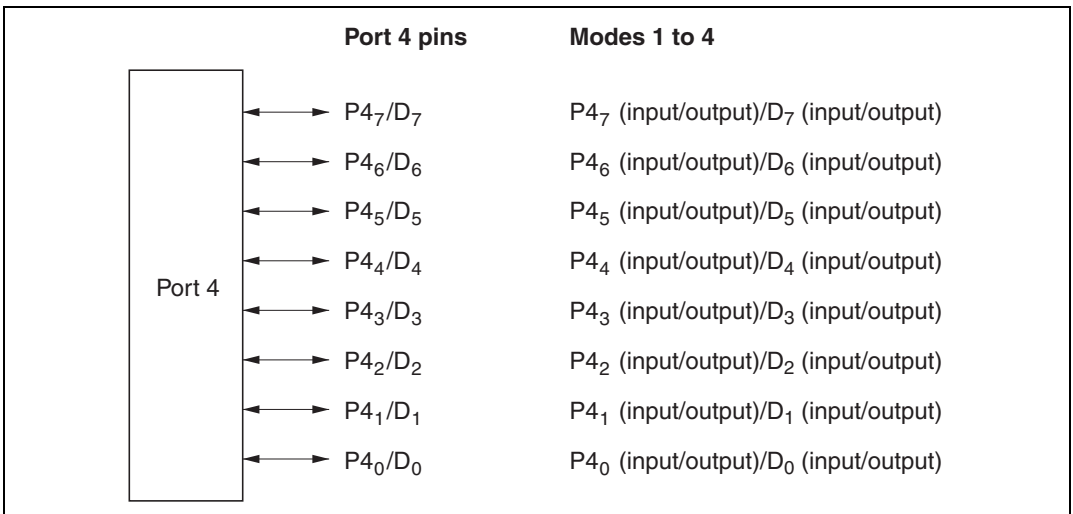 Port 4 pins Modes 1 to 4
P4₇/D₇ P4₇ (input/output)/D₇ (input/output)
P4₆/D₆ P4₆ (input/output)/D₆ (input/output)
P4₅/D₅ P4₅ (input/output)/D₅ (input/output)
P4₄/D₄ P4₄ (input/output)/D₄ (input/output)
Port 4
P4₃/D₃ P4₃ (input/output)/D₃ (input/output)
P4₂/D₂ P4₂ (input/output)/D₂ (input/output)
P4₁/D₁ P4₁ (input/output)/D₁ (input/output)
P4₀/D₀ P4₀ (input/output)/D₀ (input/output)